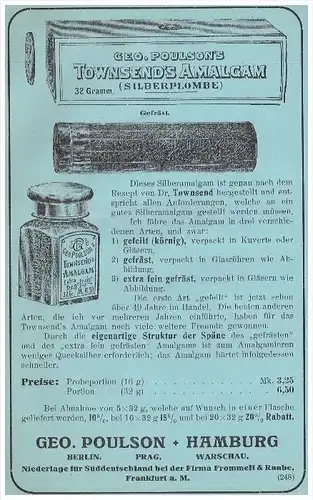 GEO. POULSON'S
TOWNSEND'S AMALGAM
(SILBERPLOMBE)
32 Gramm.
Gefräst.
Dieses Silberamalgam ist genau nach dem
Rezept von Dr. Townsend hergestellt und ent-
spricht allen Anforderungen, welche an ein
gutes Silberamalgam gestellt werden müssen.
Ich führe das Amalgam in drei verschie-
denen Arten, und zwar:
1) gefeilt (körnig), verpackt in Kuverts oder
Gläsern,
2) gefräst, verpackt in Glasröhren wie Ab-
bildung,
3) extra fein gefräst, verpackt in Gläsern wie
Abbildung.
GEO. POULSON
TOWNSENDS
AMALGAM
Die erste Art „gefeilt“ ist jetzt schon
über 49 Jahre im Handel. Die beiden anderen
Arten, die ich vor mehreren Jahren einführte, haben für das
Townsend's Amalgam noch viele weitere Freunde gewonnen.
Durch die eigenartige Struktur der Späne des „gefrästen“
und des „extra fein gefrästen“ Amalgams ist zum Amalgamieren
weniger Quecksilber erforderlich; das Amalgam härtet infolgedessen
schneller.
Preise: Probeportion (16 g) Mk. 3,25
Portion (32 g) „ 6,50
Bei Abnahme von 5×32 g, welche auf Wunsch in einer Flasche
geliefert werden, 10%, bei 10×32 g 15% und bei 20×32 g 20% Rabatt.
GEO. POULSON + HAMBURG
BERLIN. PRAG. WARSCHAU.
Niederlage für Süddeutschland bei der Firma Frommell & Raabe,
Frankfurt a. M.
(248)